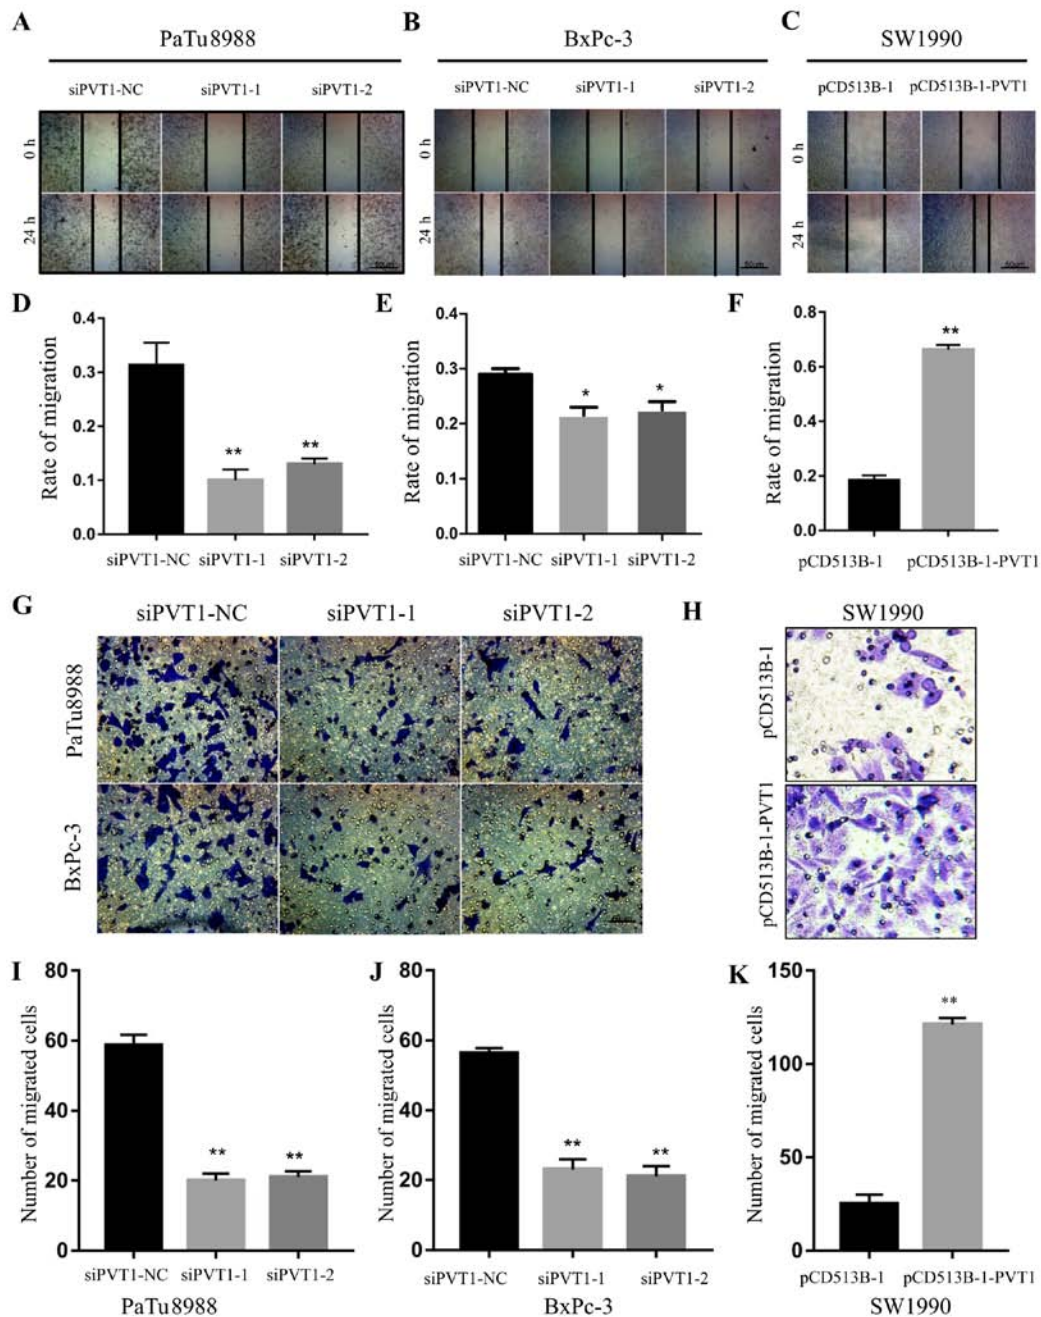 A
PaTu8988
siPVT1-NC siPVT1-1 siPVT1-2
0 h
24 h
B
BxPc-3
siPVT1-NC siPVT1-1 siPVT1-2
0 h
24 h
50um
C
SW1990
pCD513B-1 pCD513B-1-PVT1
0 h
24 h
50um
D
Rate of migration
0.4
0.3
0.2
0.1
0.0
** **
siPVT1-NC siPVT1-1 siPVT1-2
E
Rate of migration
0.4
0.3
0.2
0.1
0.0
* *
siPVT1-NC siPVT1-1 siPVT1-2
F
Rate of migration
0.8
0.6
0.4
0.2
0.0
**
pCD513B-1 pCD513B-1-PVT1
G
siPVT1-NC siPVT1-1 siPVT1-2
PaTu8988
BxPc-3
H
SW1990
pCD513B-1
pCD513B-1-PVT1
I
Number of migrated cells
80
60
40
20
0
** **
siPVT1-NC siPVT1-1 siPVT1-2
PaTu8988
J
Number of migrated cells
80
60
40
20
0
** **
siPVT1-NC siPVT1-1 siPVT1-2
BxPc-3
K
Number of migrated cells
150
100
50
0
**
pCD513B-1 pCD513B-1-PVT1
SW1990